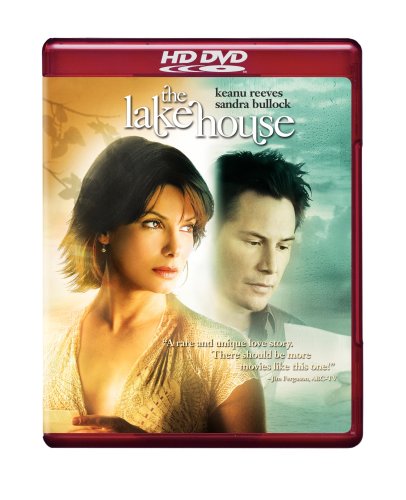 HD DVD
keanu reeves
sandra bullock
the
lake house
"A rare and unique love story.
There should be more
movies like this one!"
–Jim Ferguson, ABC-TV